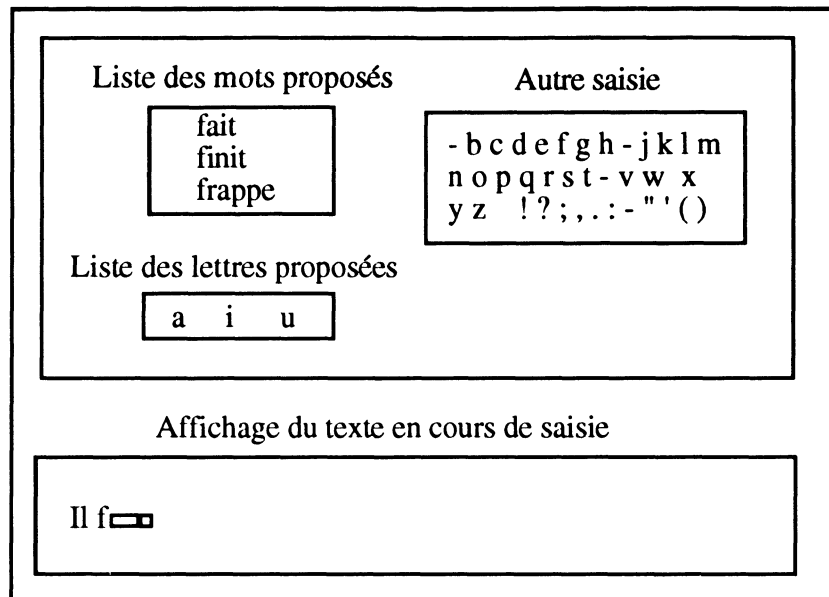 Liste des mots proposés
fait
finit
frappe
Liste des lettres proposées
a i u
Autre saisie
- b c d e f g h - j k l m
n o p q r s t - v w x
y z ! ? ; , . : - " ' ( )
Affichage du texte en cours de saisie
Il f